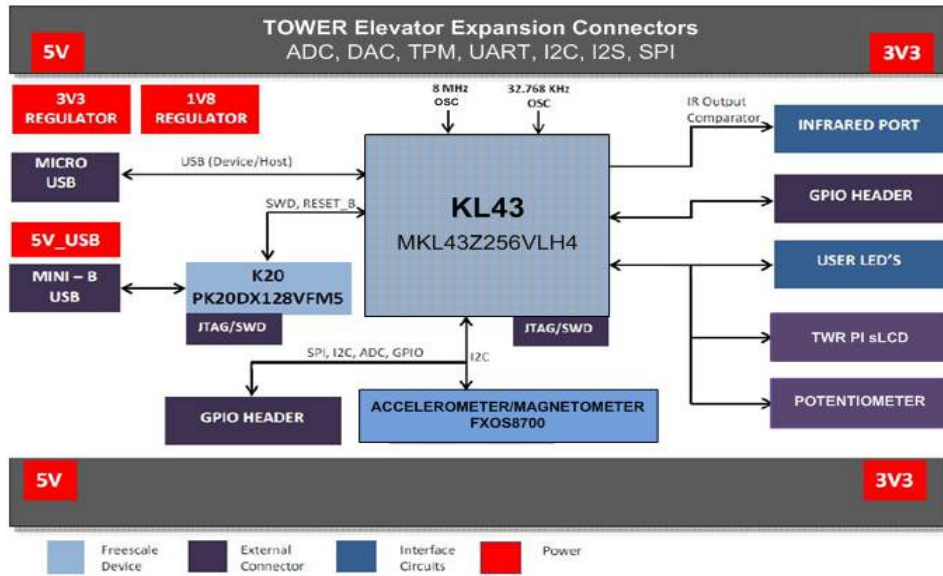 TOWER Elevator Expansion Connectors
ADC, DAC, TPM, UART, I2C, I2S, SPI
5V
3V3
3V3
REGULATOR
1V8
REGULATOR
8 MHz
OSC
32.768 KHz
OSC
IR Output
Comparator
INFRARED PORT
MICRO
USB
USB (Device/Host)
KL43
MKL43Z256VLH4
GPIO HEADER
SWD, RESET_B
5V_USB
MINI – B
USB
K20
PK20DX128VFM5
JTAG/SWD
USER LED'S
JTAG/SWD
TWR PI sLCD
SPI, I2C, ADC, GPIO
I2C
GPIO HEADER
ACCELEROMETER/MAGNETOMETER
FXOS8700
POTENTIOMETER
5V
3V3
Freescale
Device
External
Connector
Interface
Circuits
Power